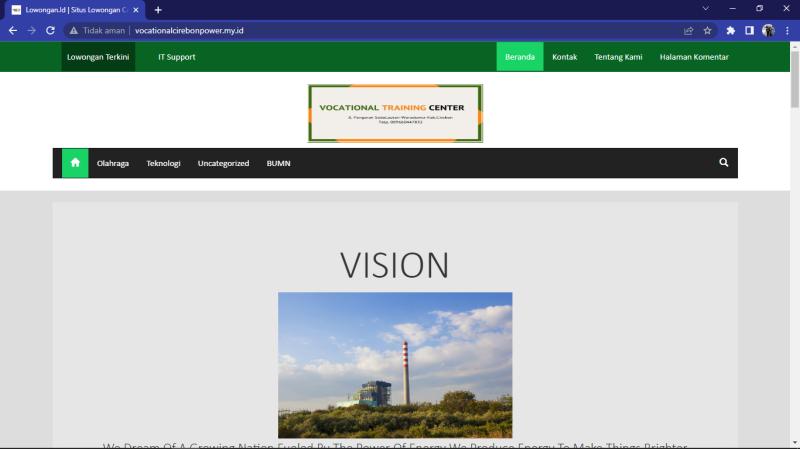 Lowongan.Id | Situs Lowongan
Tidak aman | vocationalcirebonpower.my.id
Lowongan Terkini IT Support Beranda Kontak Tentang Kami Halaman Komentar
VOCATIONAL TRAINING CENTER
Olahraga Teknologi Uncategorized BUMN
VISION
We Dream Of A Growing Nation Fueled By The Power Of Energy We Produce Energy To Make Things Brighter